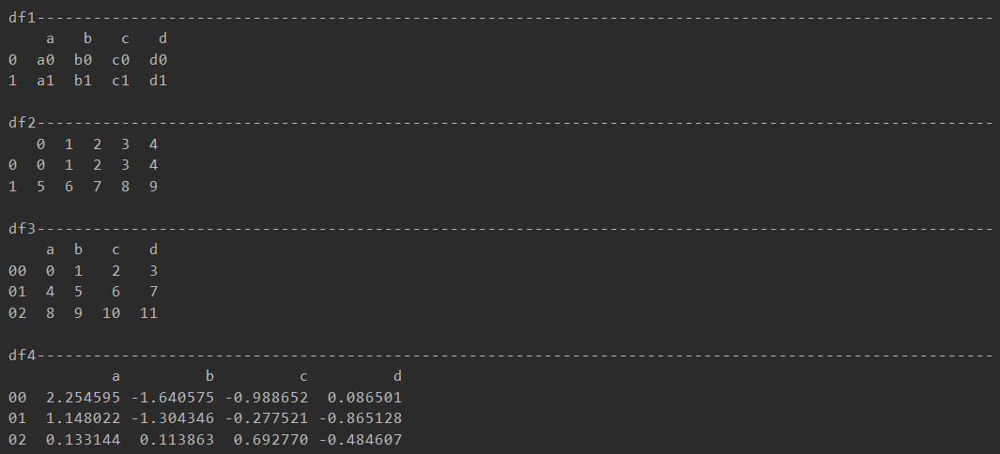 df1------------------------------------------------------------------------------------------------------
    a   b   c   d
0  a0  b0  c0  d0
1  a1  b1  c1  d1
df2------------------------------------------------------------------------------------------------------
   0  1  2  3  4
0  0  1  2  3  4
1  5  6  7  8  9
df3------------------------------------------------------------------------------------------------------
    a  b   c   d
00  0  1   2   3
01  4  5   6   7
02  8  9  10  11
df4------------------------------------------------------------------------------------------------------
           a         b         c         d
00  2.254595 -1.640575 -0.988652  0.086501
01  1.148022 -1.304346 -0.277521 -0.865128
02  0.133144  0.113863  0.692770 -0.484607